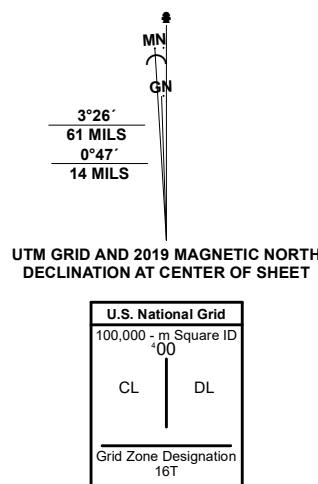 MN
GN
3°26´
61 MILS
0°47´
14 MILS
UTM GRID AND 2019 MAGNETIC NORTH
DECLINATION AT CENTER OF SHEET
U.S. National Grid
100,000 - m Square ID
⁴00
CL DL
Grid Zone Designation
16T